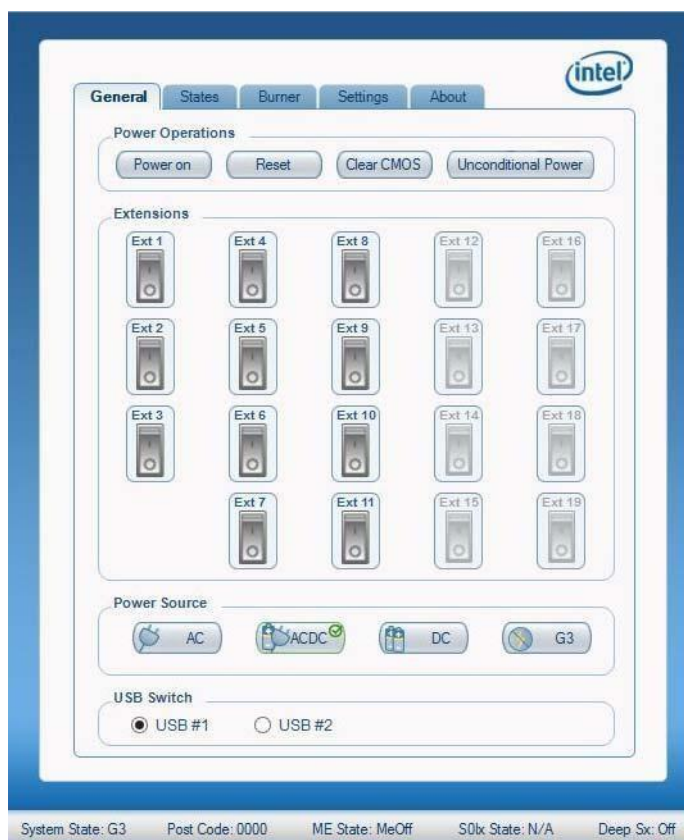 intel
General States Burner Settings About
Power Operations
Power on Reset Clear CMOS Unconditional Power
Extensions
Ext 1 Ext 4 Ext 8 Ext 12 Ext 16
Ext 2 Ext 5 Ext 9 Ext 13 Ext 17
Ext 3 Ext 6 Ext 10 Ext 14 Ext 18
Ext 7 Ext 11 Ext 15 Ext 19
Power Source
AC ACDC DC G3
USB Switch
USB #1 USB #2
System State: G3 Post Code: 0000 ME State: MeOff S0Ix State: N/A Deep Sx: Off